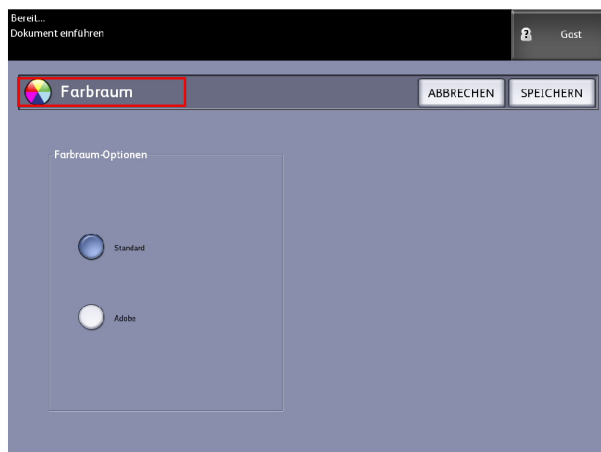 Bereit...
Dokument einführen
Gast
Farbraum
ABBRECHEN
SPEICHERN
Farbraum-Optionen
Standard
Adobe